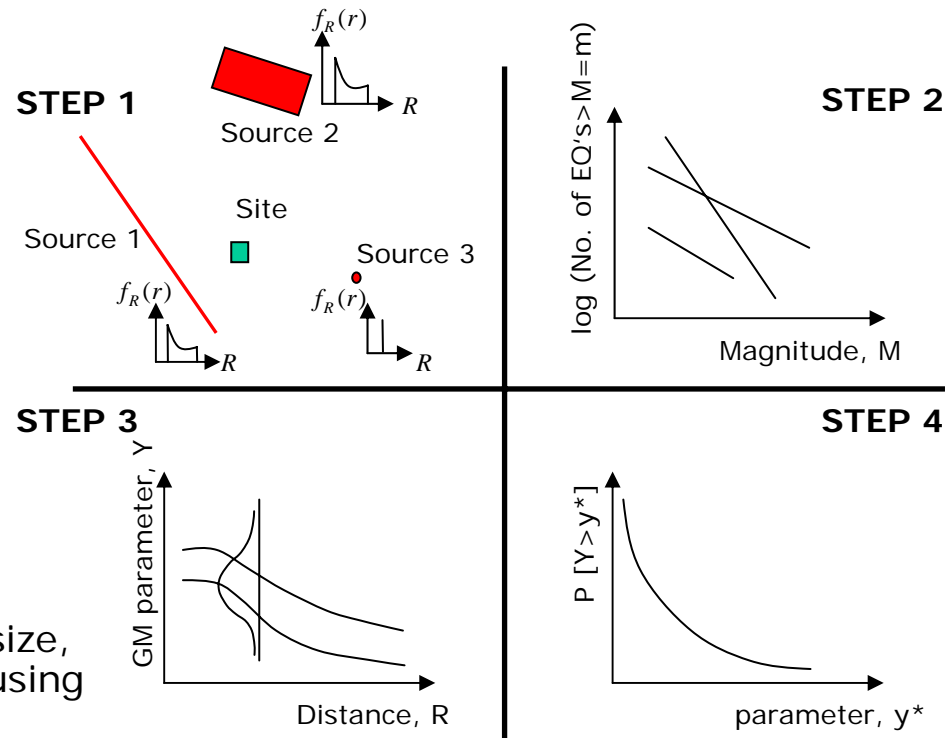 STEP 1
f_R(r)
R
Source 2
Site
Source 1
Source 3
f_R(r)
R
f_R(r)
R
STEP 2
log (No. of EQ's>M=m)
Magnitude, M
STEP 3
GM parameter, Y
Distance, R
size,
using
STEP 4
P [Y>y*]
parameter, y*